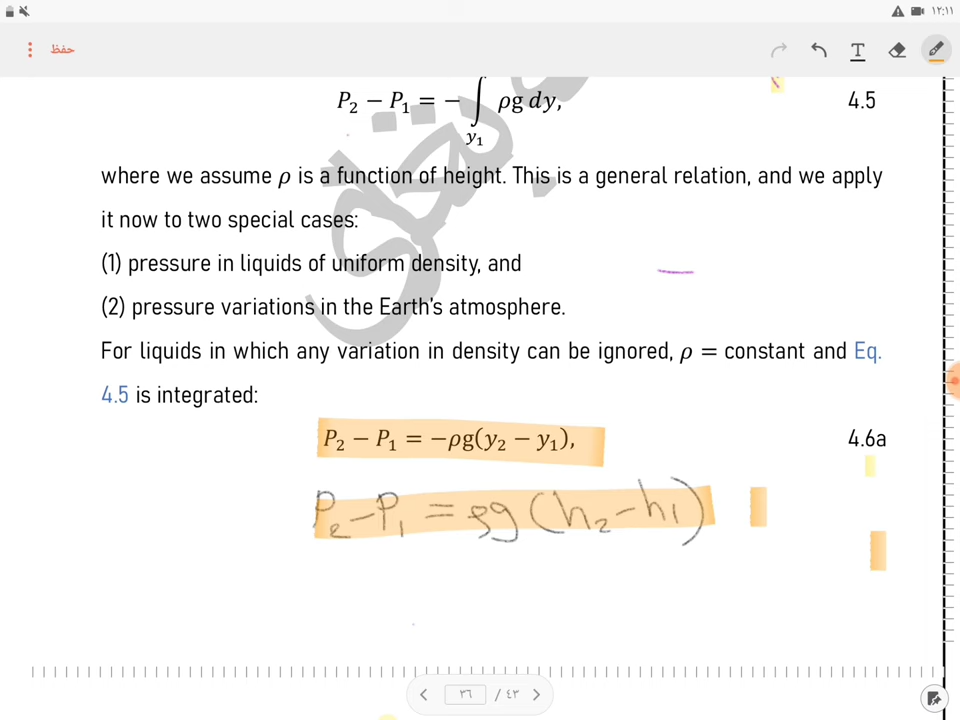 ١٢:١١
حفظ
T
P₂ − P₁ = − ∫ y₁ ρg dy, 4.5
where we assume ρ is a function of height. This is a general relation, and we apply
it now to two special cases:
(1) pressure in liquids of uniform density, and
(2) pressure variations in the Earth's atmosphere.
For liquids in which any variation in density can be ignored, ρ = constant and Eq.
4.5 is integrated:
P₂ − P₁ = −ρg(y₂ − y₁), 4.6a
P₂ − P₁ = ρg (h₂ − h₁)
٣٦ / ٤٣